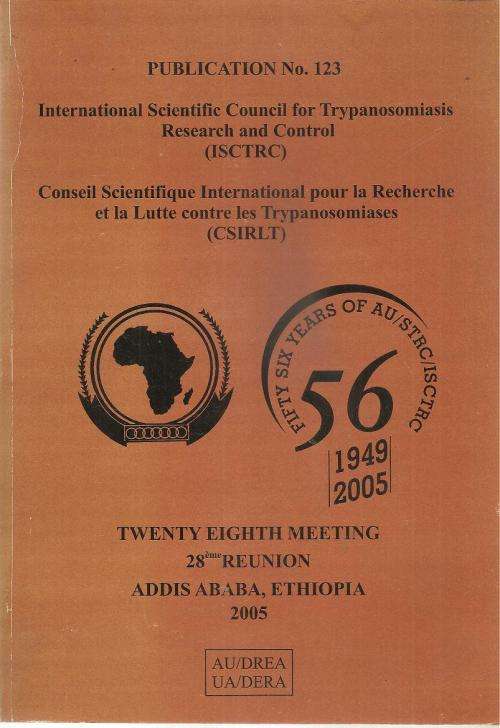 PUBLICATION No. 123
International Scientific Council for Trypanosomiasis
Research and Control
(ISCTRC)
Conseil Scientifique International pour la Recherche
et la Lutte contre les Trypanosomiases
(CSIRLT)
FIFTY SIX YEARS OF AU/STRC/ISCTRC
56
1949
2005
TWENTY EIGHTH MEETING
28ème REUNION
ADDIS ABABA, ETHIOPIA
2005
AU/DREA
UA/DERA